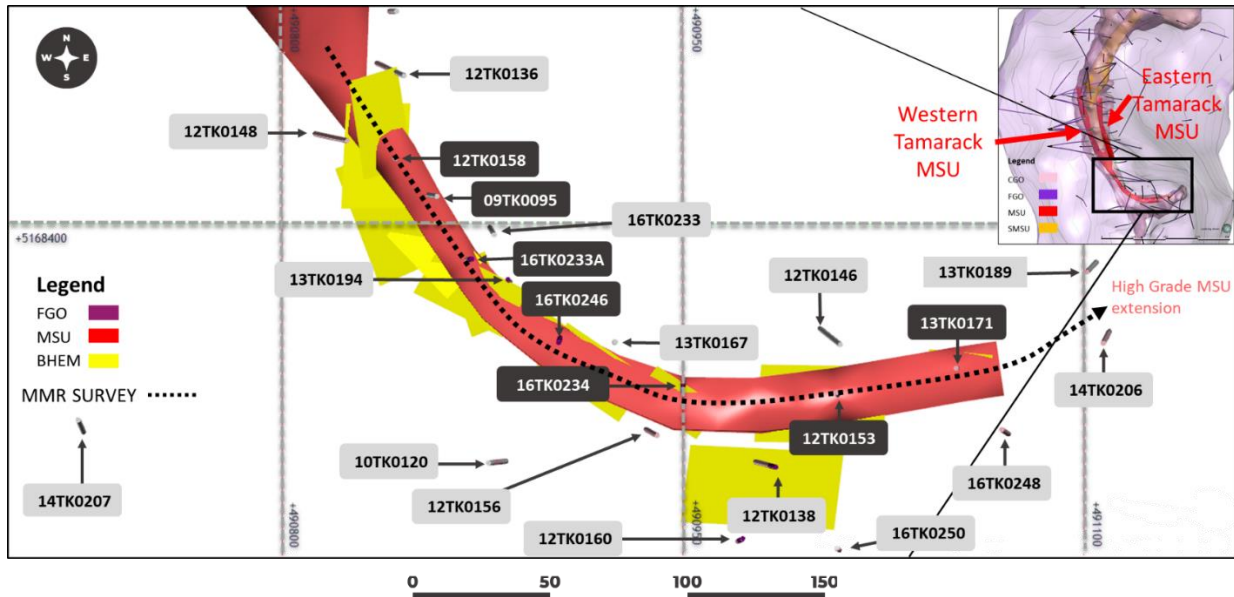 N
W E
S
+490800
+490950
12TK0136
12TK0148
12TK0158
09TK0095
16TK0233
+5168400
16TK0233A
13TK0194
16TK0246
12TK0146
13TK0189
High Grade MSU
extension
13TK0171
13TK0167
16TK0234
14TK0206
12TK0153
10TK0120
12TK0156
14TK0207
12TK0138
16TK0248
12TK0160
16TK0250
+490800
+490950
+491100
Legend
FGO
MSU
BHEM
MMR SURVEY
Western
Tamarack
MSU
Eastern
Tamarack
MSU
Legend
CGO
FGO
MSU
SMSU
0 50 100 150